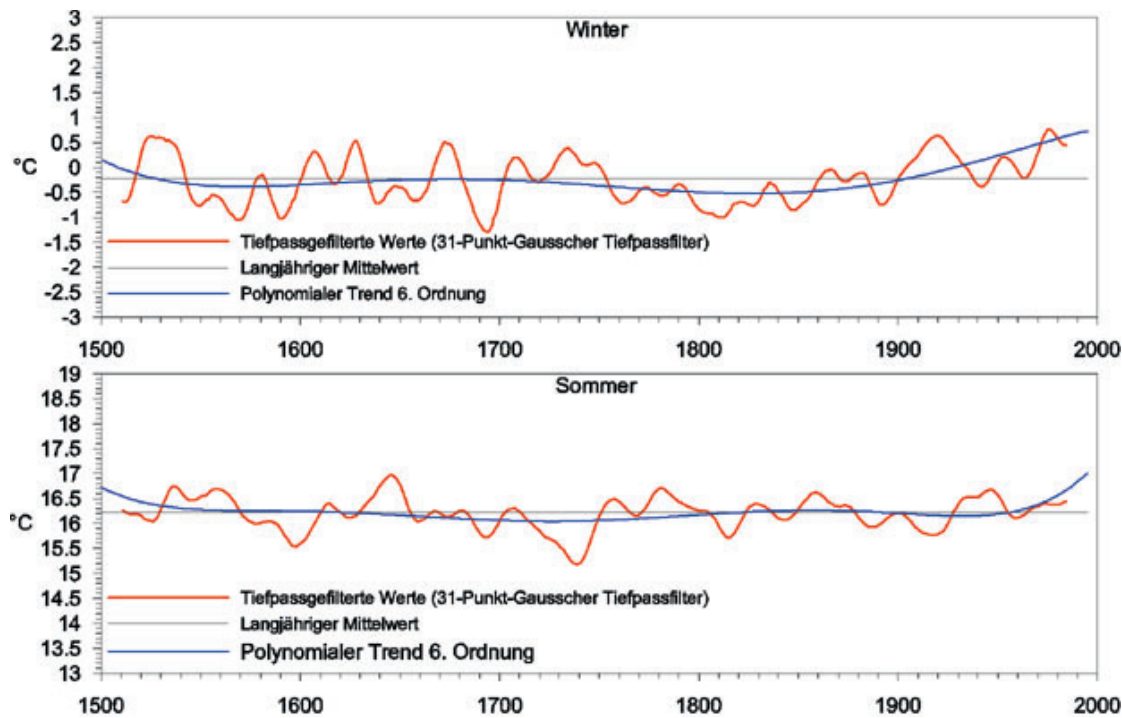 Winter
°C
3
2.5
2
1.5
1
0.5
0
-0.5
-1
-1.5
-2
-2.5
-3
Tiefpassgefilterte Werte (31-Punkt-Gausscher Tiefpassfilter)
Langjähriger Mittelwert
Polynomialer Trend 6. Ordnung
1500 1600 1700 1800 1900 2000
Sommer
°C
19
18.5
18
17.5
17
16.5
16
15.5
15
14.5
14
13.5
13
Tiefpassgefilterte Werte (31-Punkt-Gausscher Tiefpassfilter)
Langjähriger Mittelwert
Polynomialer Trend 6. Ordnung
1500 1600 1700 1800 1900 2000